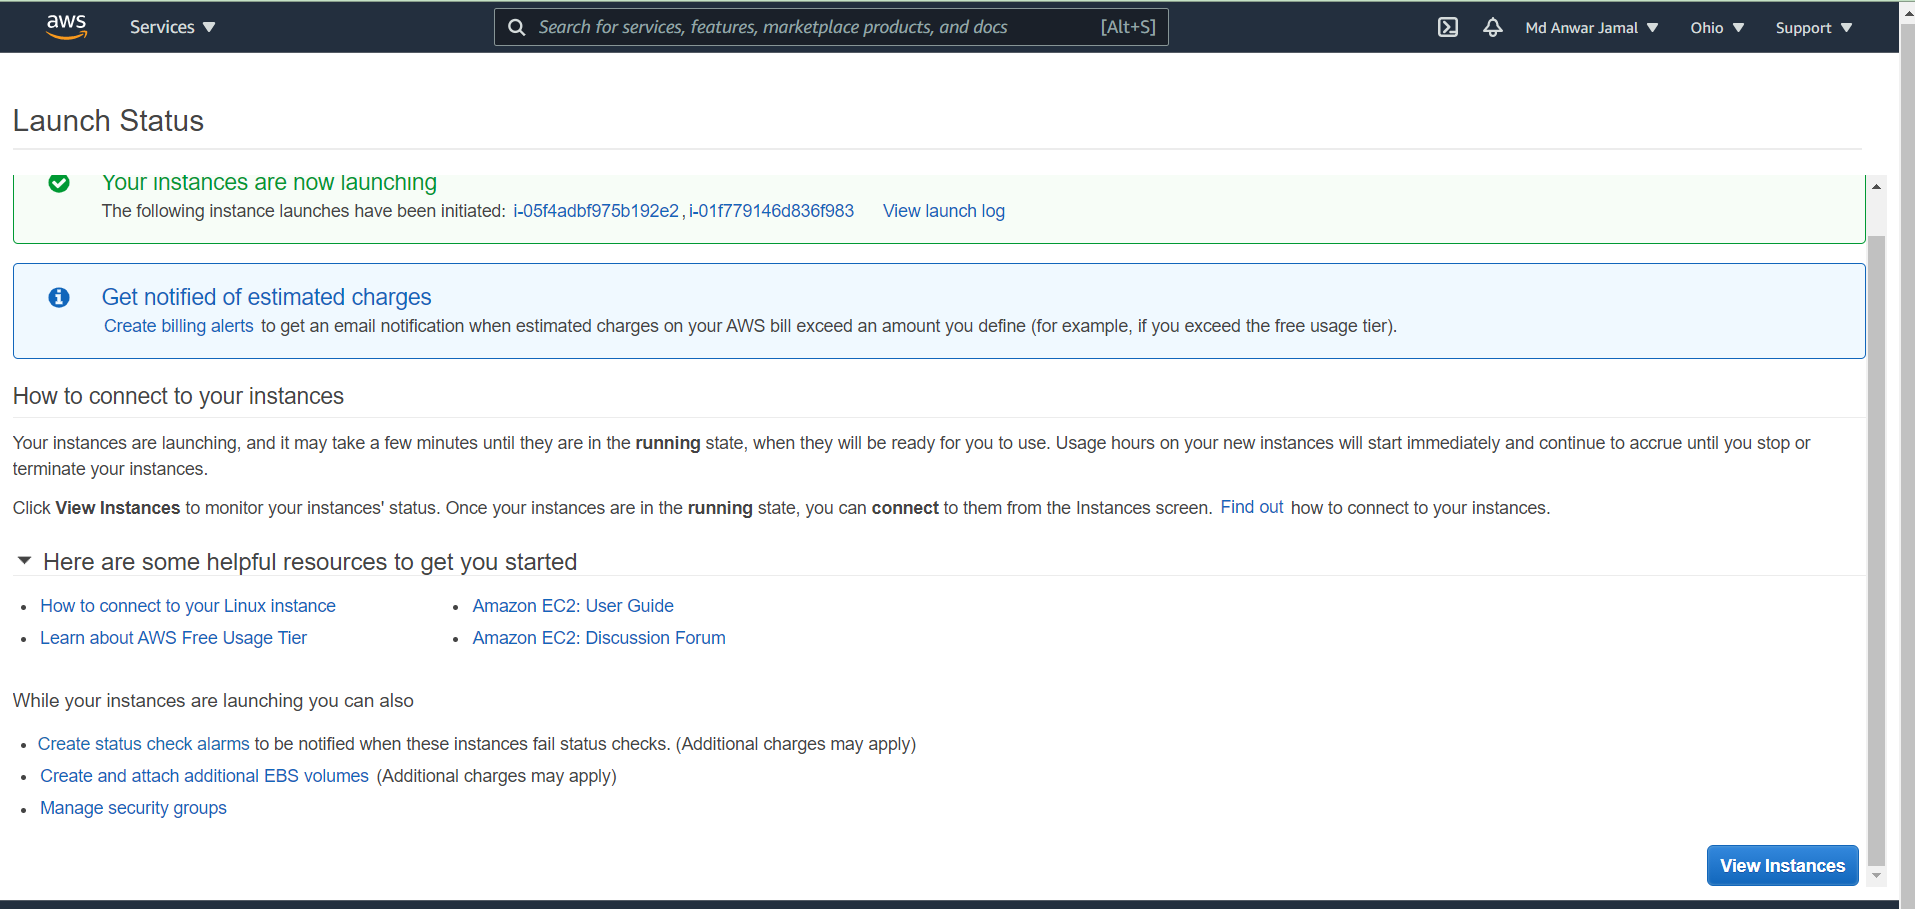 aws Services Search for services, features, marketplace products, and docs [Alt+S] Md Anwar Jamal Ohio Support
Launch Status
Your instances are now launching
The following instance launches have been initiated: i-05f4adbf975b192e2 , i-01f779146d836f983 View launch log
Get notified of estimated charges
Create billing alerts to get an email notification when estimated charges on your AWS bill exceed an amount you define (for example, if you exceed the free usage tier).
How to connect to your instances
Your instances are launching, and it may take a few minutes until they are in the running state, when they will be ready for you to use. Usage hours on your new instances will start immediately and continue to accrue until you stop or
terminate your instances.
Click View Instances to monitor your instances' status. Once your instances are in the running state, you can connect to them from the Instances screen. Find out how to connect to your instances.
Here are some helpful resources to get you started
• How to connect to your Linux instance • Amazon EC2: User Guide
• Learn about AWS Free Usage Tier • Amazon EC2: Discussion Forum
While your instances are launching you can also
• Create status check alarms to be notified when these instances fail status checks. (Additional charges may apply)
• Create and attach additional EBS volumes (Additional charges may apply)
• Manage security groups
View Instances